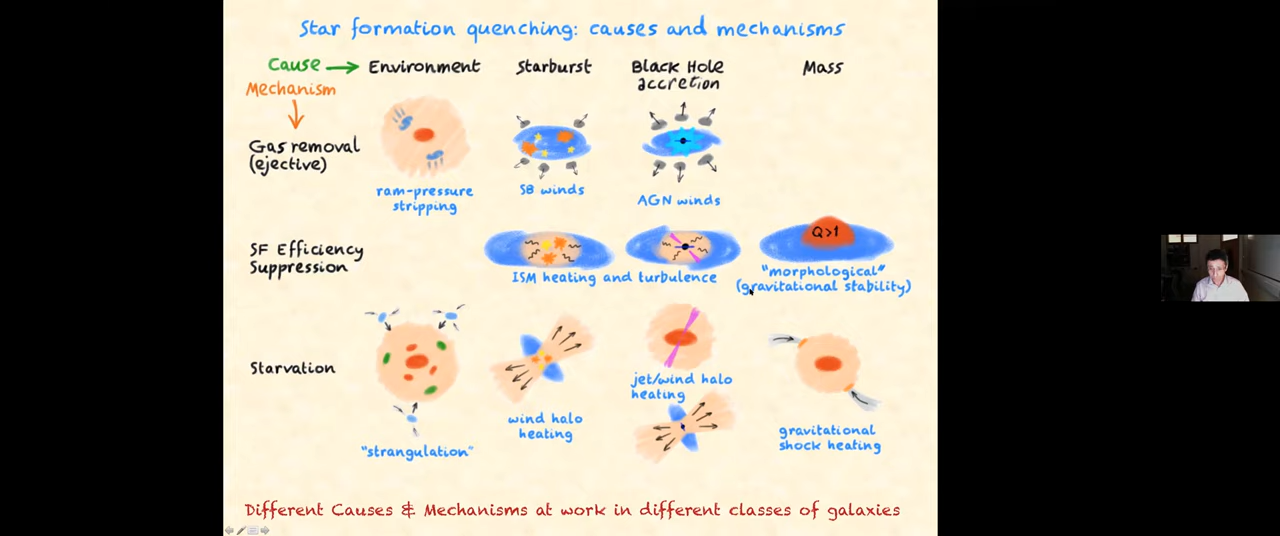 Star formation quenching: causes and mechanisms
Cause
Environment
Starburst
Black Hole
accretion
Mass
Mechanism
Gas removal
(ejective)
ram-pressure
stripping
SB winds
AGN winds
SF Efficiency
Suppression
ISM heating and turbulence
Q>1
"morphological"
(gravitational stability)
Starvation
"strangulation"
wind halo
heating
jet/wind halo
heating
gravitational
shock heating
Different Causes & Mechanisms at work in different classes of galaxies